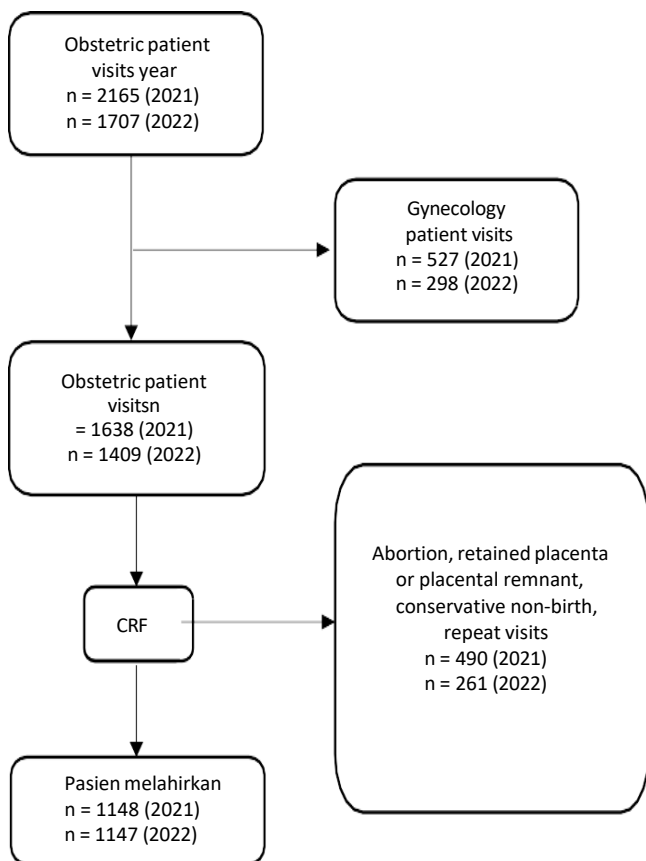 Obstetric patient
visits year
n = 2165 (2021)
n = 1707 (2022)
Gynecology
patient visits
n = 527 (2021)
n = 298 (2022)
Obstetric patient
visitsn
= 1638 (2021)
n = 1409 (2022)
Abortion, retained placenta
or placental remnant,
conservative non-birth,
repeat visits
n = 490 (2021)
n = 261 (2022)
CRF
Pasien melahirkan
n = 1148 (2021)
n = 1147 (2022)